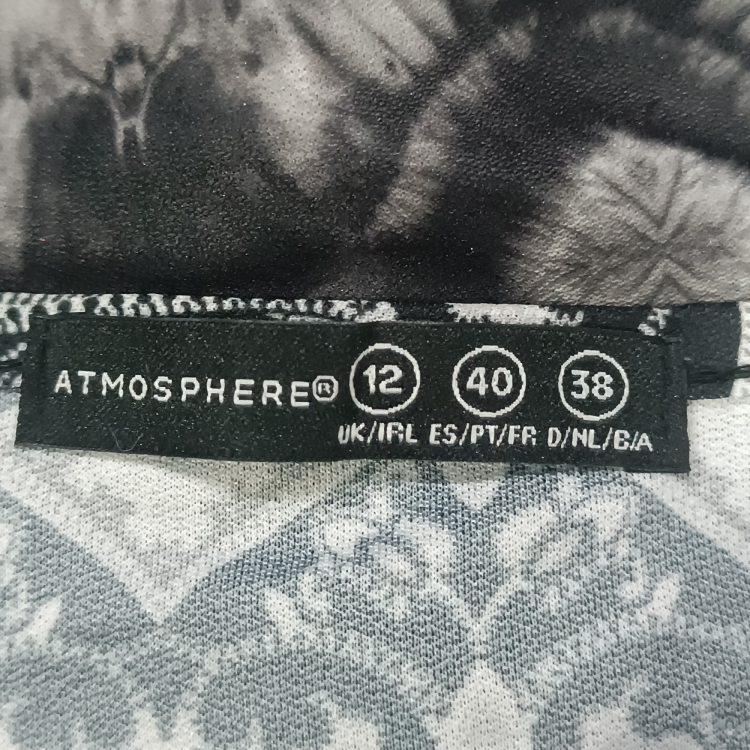 ATMOSPHERE® 12 40 38
UK/IRL ES/PT/FR D/NL/B/A